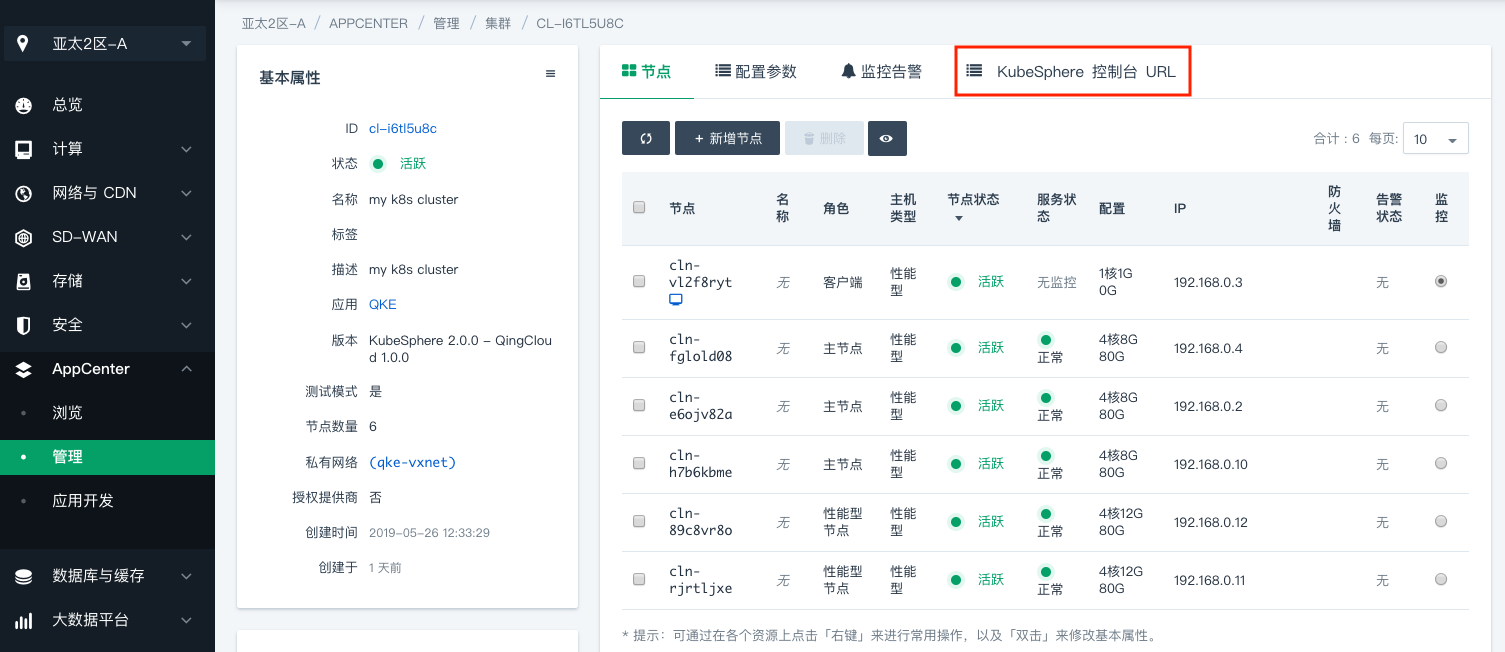 亚太2区-A
总览
计算
网络与 CDN
SD-WAN
存储
安全
AppCenter
浏览
管理
应用开发
数据库与缓存
大数据平台
亚太2区-A / APPCENTER / 管理 / 集群 / CL-I6TL5U8C
基本属性
ID cl-i6tl5u8c
状态 活跃
名称 my k8s cluster
标签
描述 my k8s cluster
应用 QKE
版本 KubeSphere 2.0.0 - QingClou
d 1.0.0
测试模式 是
节点数量 6
私有网络 (qke-vxnet)
授权提供商 否
创建时间 2019-05-26 12:33:29
创建于 1 天前
节点 配置参数 监控告警 KubeSphere 控制台 URL
+ 新增节点 删除 合计：6 每页: 10
节点 名
称 角色 主机
类型 节点状态 服务状
态 配置 IP 防
火
墙 告警
状态 监
控
cln-
vl2f8ryt 无 客户端 性能
型 活跃 无监控 1核1G
0G 192.168.0.3 无
cln-
fglold08 无 主节点 性能
型 活跃 正常 4核8G
80G 192.168.0.4 无
cln-
e6ojv82a 无 主节点 性能
型 活跃 正常 4核8G
80G 192.168.0.2 无
cln-
h7b6kbme 无 主节点 性能
型 活跃 正常 4核8G
80G 192.168.0.10 无
cln-
89c8vr8o 无 性能型
节点 性能
型 活跃 正常 4核12G
80G 192.168.0.12 无
cln-
rjrtljxe 无 性能型
节点 性能
型 活跃 正常 4核12G
80G 192.168.0.11 无
* 提示：可通过在各个资源上点击「右键」来进行常用操作，以及「双击」来修改基本属性。